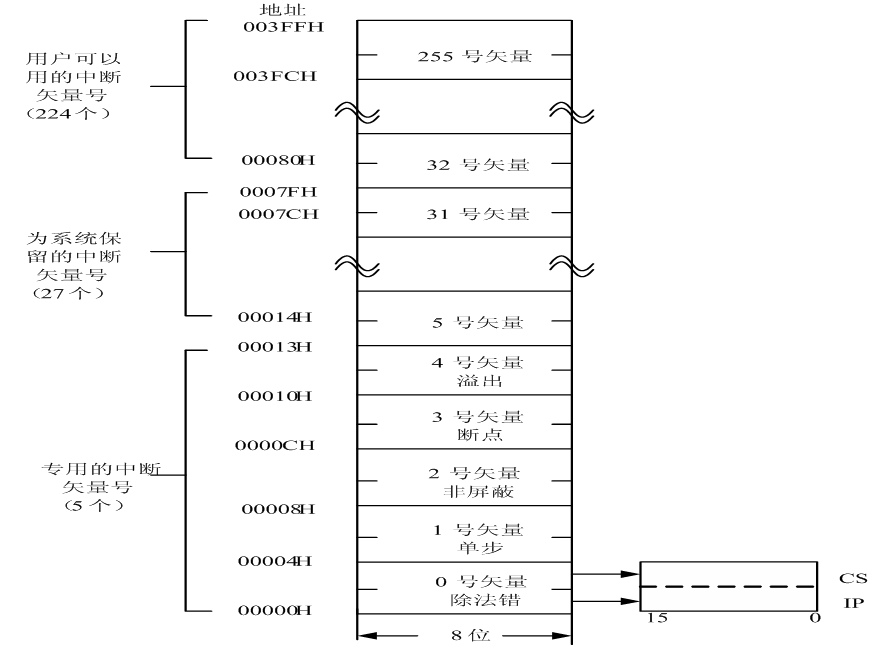 地址
003FFH
255 号矢量
003FCH
用户可以
用的中断
矢量号
(224个)
00080H
32 号矢量
0007FH
0007CH
31 号矢量
为系统保
留的中断
矢量号
(27个)
00014H
5 号矢量
00013H
4 号矢量
溢出
00010H
3 号矢量
断点
0000CH
专用的中断
矢量号
(5个)
2 号矢量
非屏蔽
00008H
1 号矢量
单步
00004H
0 号矢量
除法错
00000H
CS
IP
15
0
8位